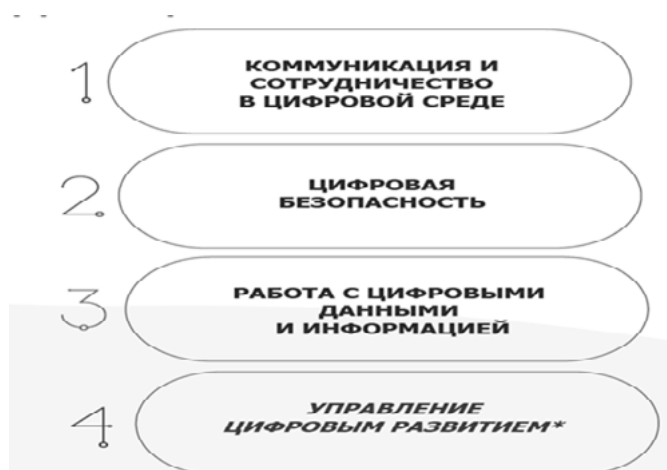 1
КОММУНИКАЦИЯ И
СОТРУДНИЧЕСТВО
В ЦИФРОВОЙ СРЕДЕ
2
ЦИФРОВАЯ
БЕЗОПАСНОСТЬ
3
РАБОТА С ЦИФРОВЫМИ
ДАННЫМИ
И ИНФОРМАЦИЕЙ
4
УПРАВЛЕНИЕ
ЦИФРОВЫМ РАЗВИТИЕМ*